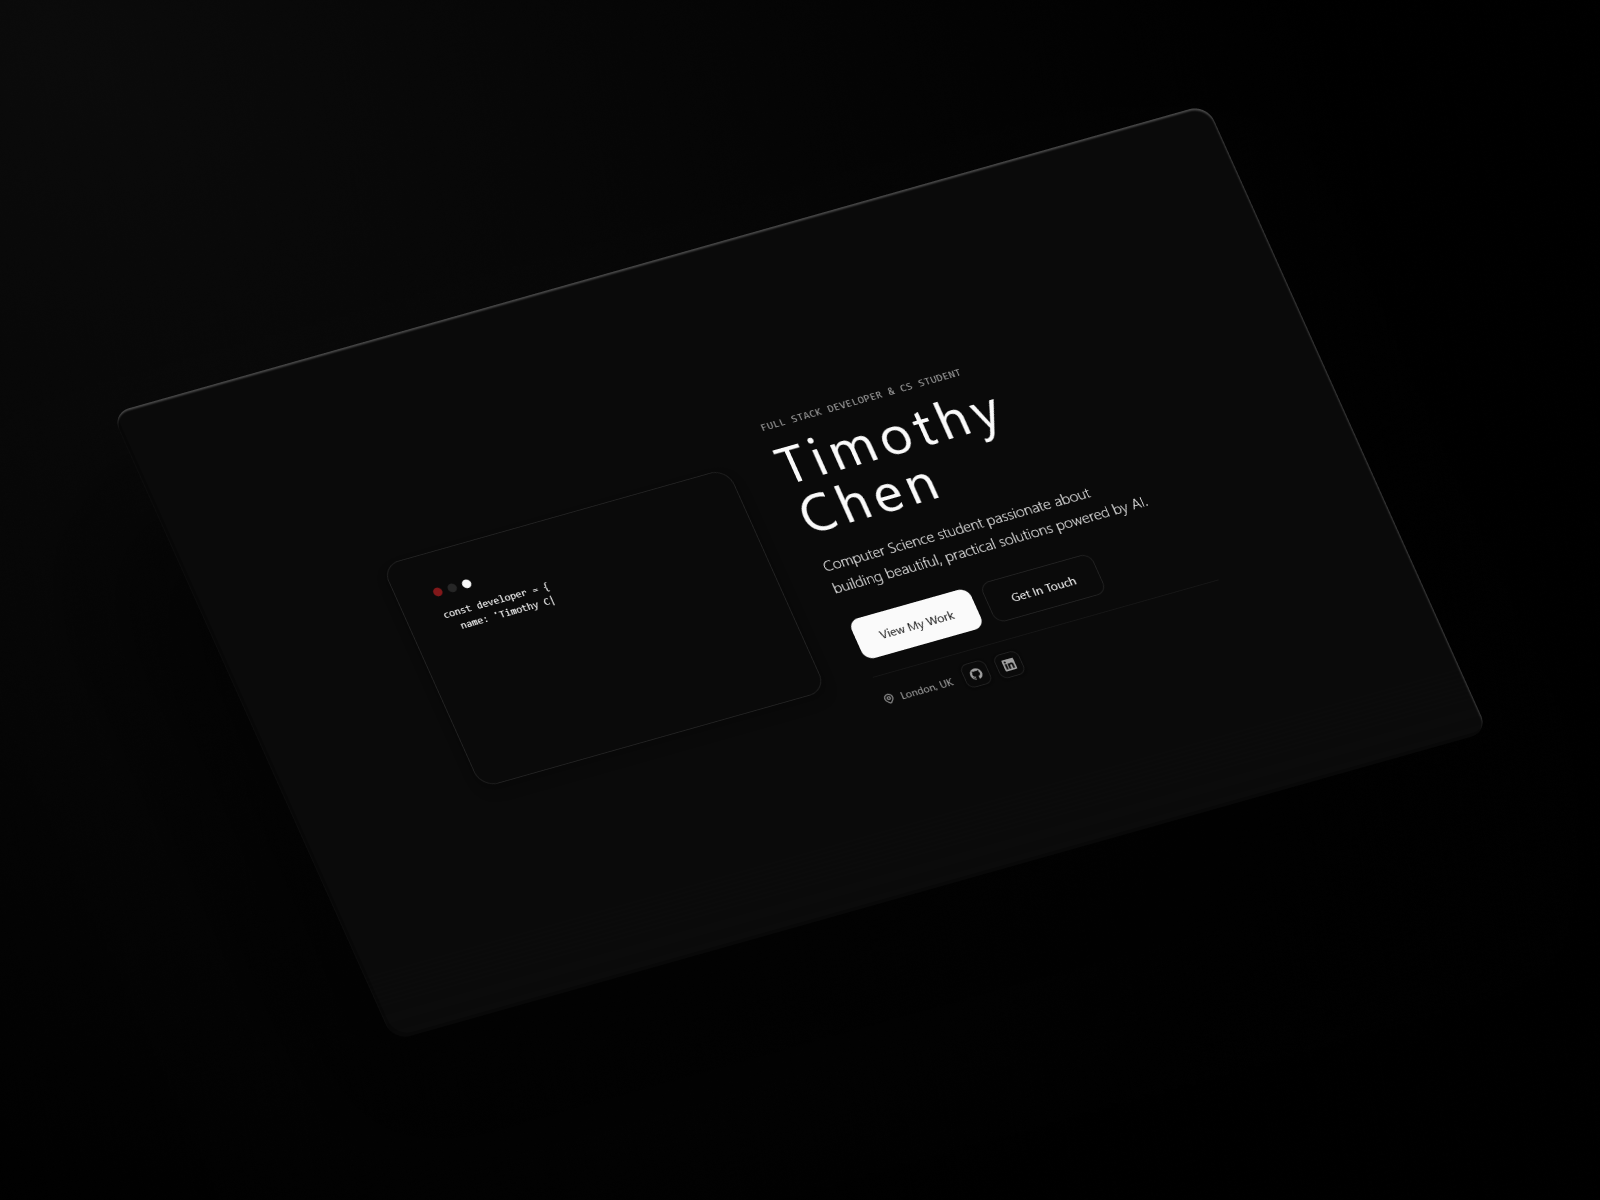 FULL STACK DEVELOPER & CS STUDENT
Timothy
Chen
Computer Science student passionate about
building beautiful, practical solutions powered by AI.
View My Work
Get In Touch
London, UK
const developer = {
name: 'Timothy C|